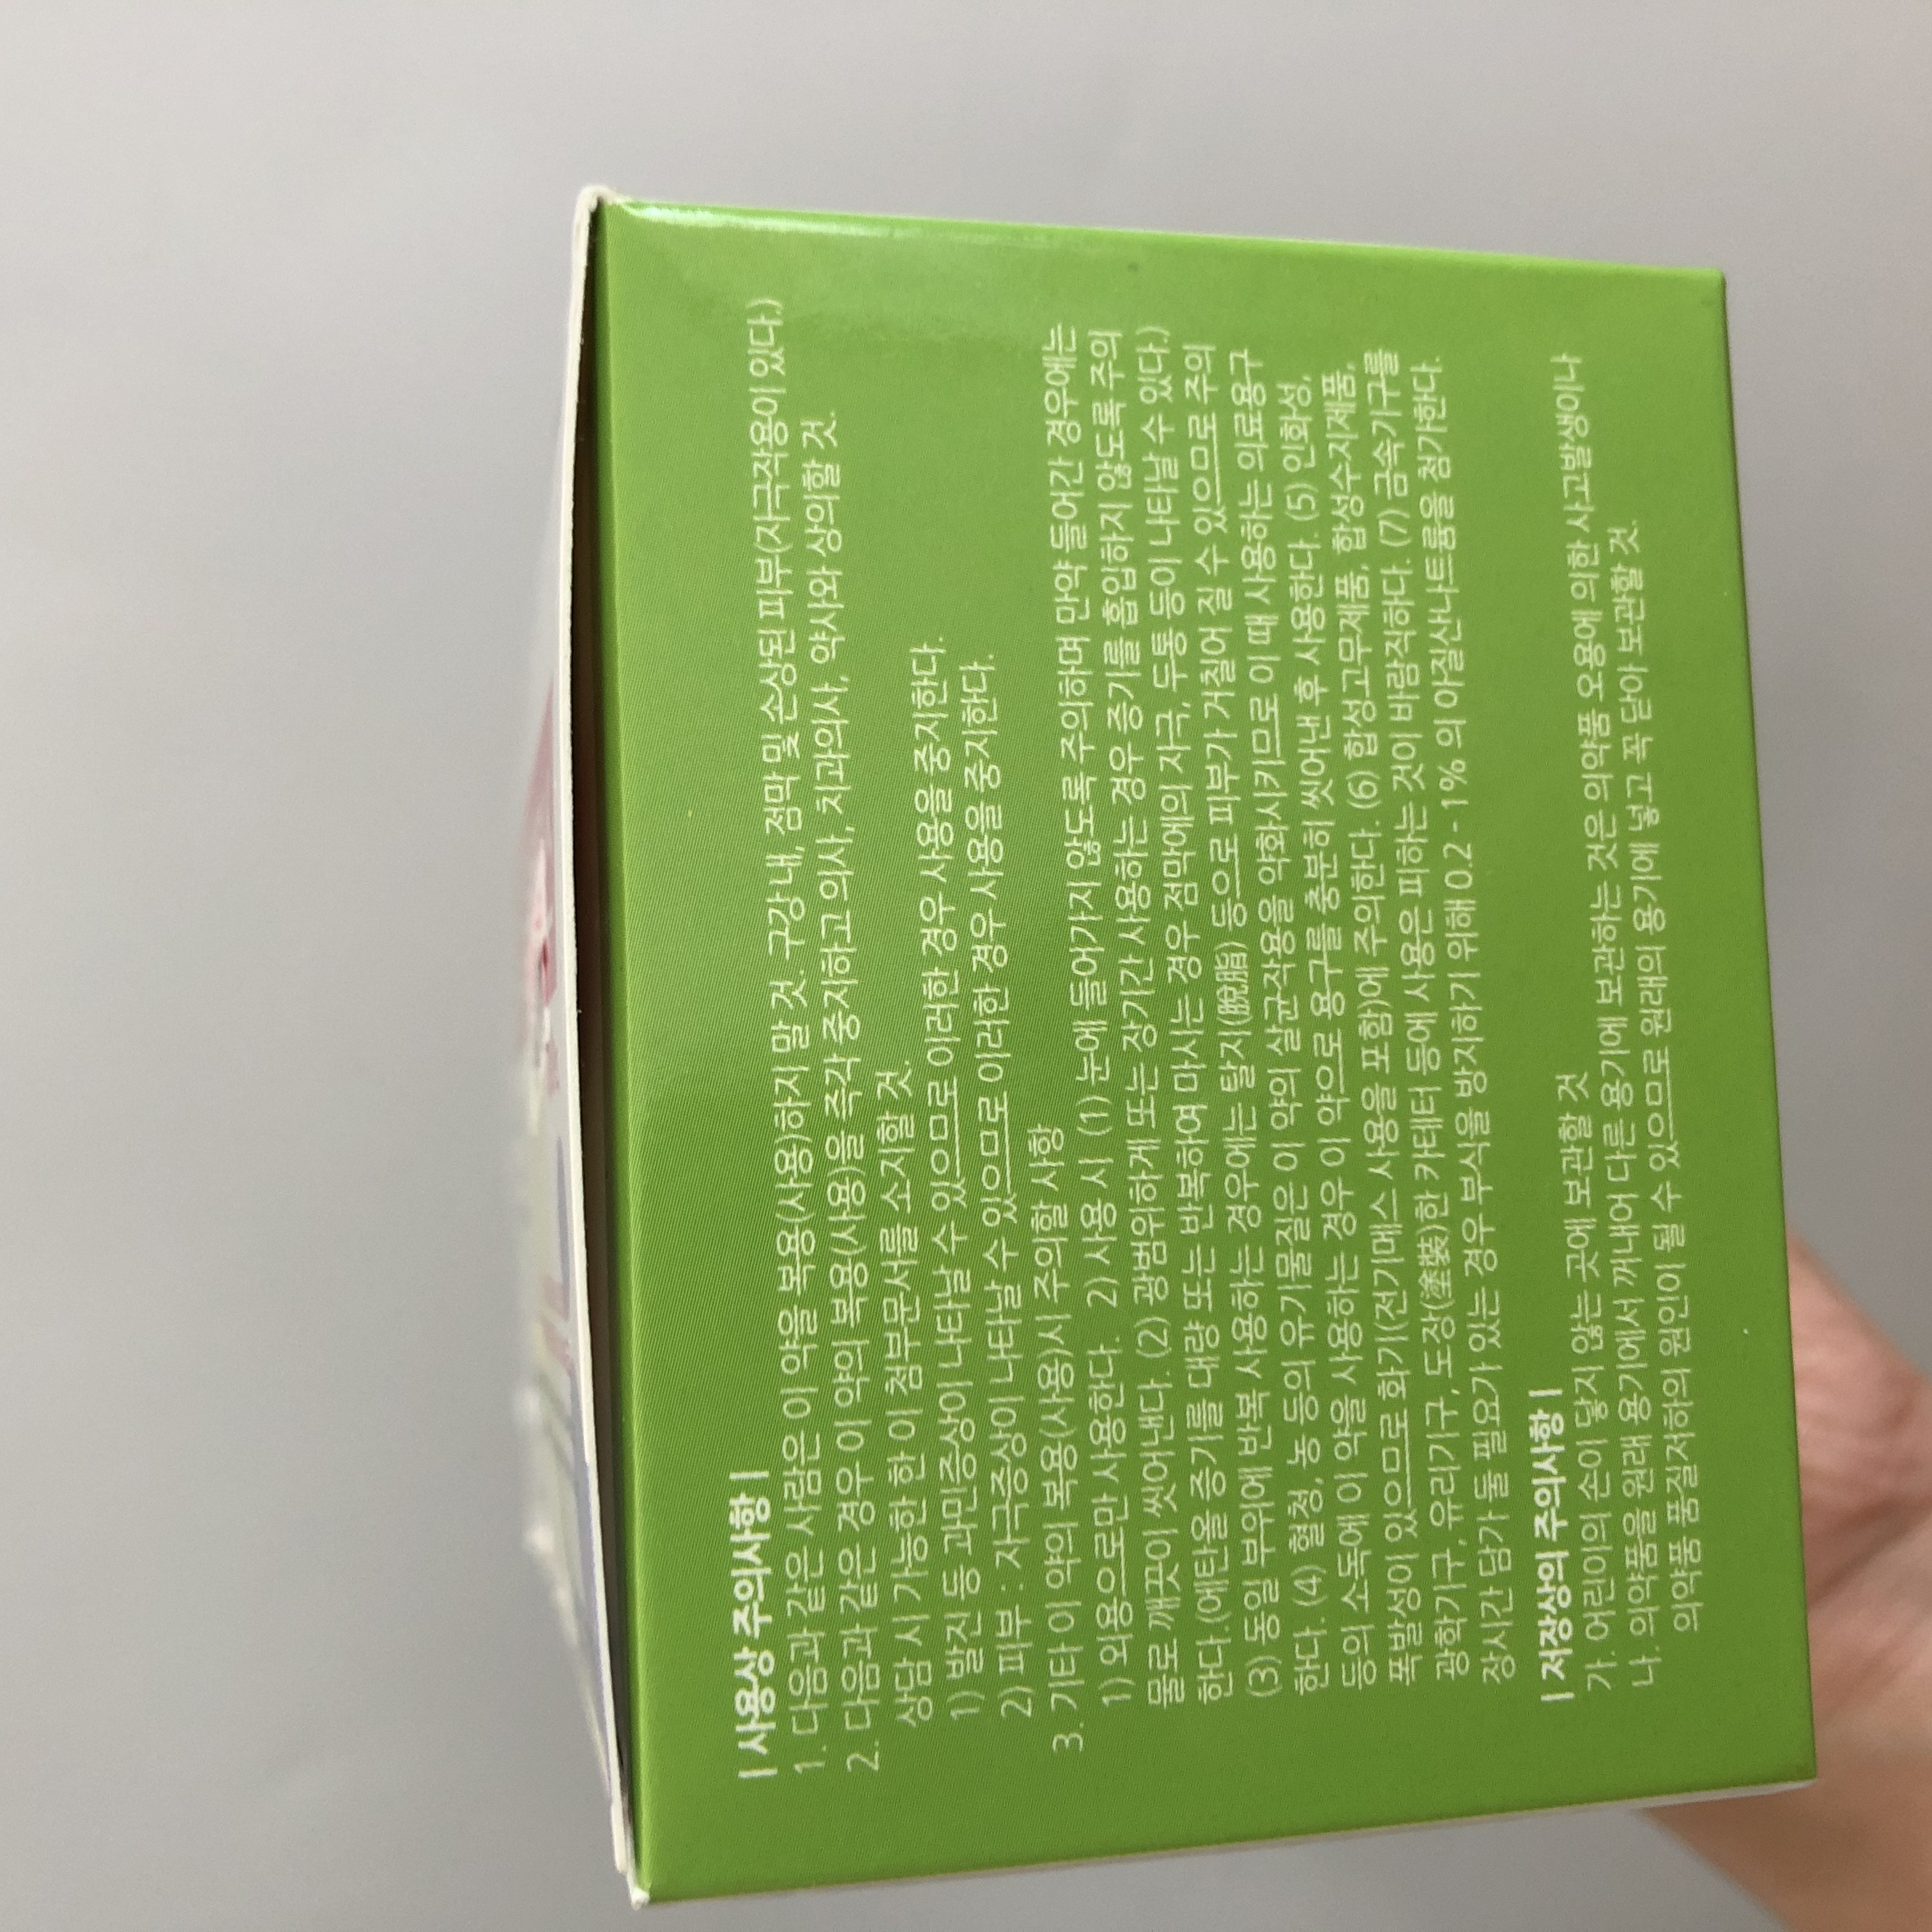 | 사용상 주의사항 |
1. 다음과 같은 사람은 이 약을 복용(사용)하지 말 것. 구강 내, 점막 및 손상된 피부(자극작용이 있다.)
2. 다음과 같은 경우 이 약의 복용(사용)을 즉각 중지하고 의사, 치과의사, 약사와 상의할 것.
상담 시 가능한 한 이 첨부문서를 소지할 것.
1) 발진 등 과민증상이 나타날 수 있으므로 이러한 경우 사용을 중지한다.
2) 피부 : 자극증상이 나타날 수 있으므로 이러한 경우 사용을 중지한다.
3. 기타 이 약의 복용(사용)시 주의할 사항
1) 외용으로만 사용한다. 2) 사용 시 (1) 눈에 들어가지 않도록 주의하며 만약 들어간 경우에는
물로 깨끗이 씻어낸다. (2) 광범위하게 또는 장기간 사용하는 경우 증기를 흡입하지 않도록 주의
한다.(에탄올 증기를 대량 또는 반복하여 마시는 경우 점막에의 자극, 두통 등이 나타날 수 있다.)
(3) 동일 부위에 반복 사용하는 경우에는 탈지(脫脂) 등으로 피부가 거칠어 질 수 있으므로 주의
한다. (4) 혈청, 농 등의 유기물질은 이 약의 살균작용을 약화시키므로 이 때 사용하는 의료용구
등의 소독에 이 약을 사용하는 경우 이 약으로 용구를 충분히 씻어낸 후 사용한다. (5) 인화성,
폭발성이 있으므로 화기(전기메스 사용을 포함)에 주의한다. (6) 합성고무제품, 합성수지제품,
광학기구, 유리기구, 도장(塗裝)한 카테터 등에 사용은 피하는 것이 바람직하다. (7) 금속기구를
장시간 담가 둘 필요가 있는 경우 부식을 방지하기 위해 0.2 - 1% 의 아질산나트륨을 첨가한다.
| 저장상의 주의사항 |
가. 어린이의 손이 닿지 않는 곳에 보관할 것
나. 의약품을 원래 용기에서 꺼내어 다른 용기에 보관하는 것은 의약품 오용에 의한 사고발생이나
의약품 품질저하의 원인이 될 수 있으므로 원래의 용기에 넣고 꼭 닫아 보관할 것.